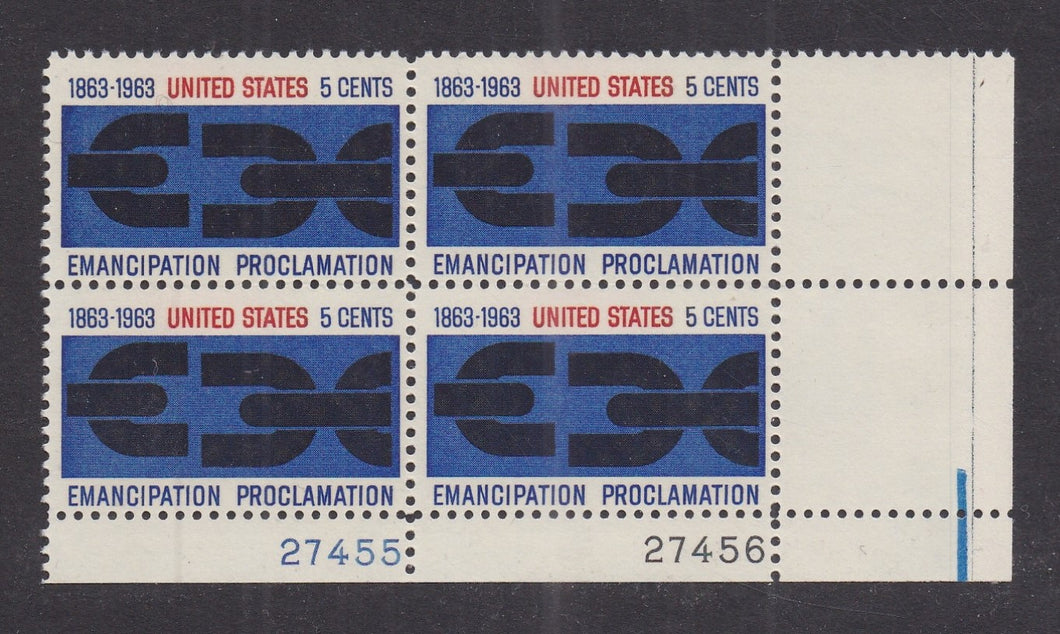 1863-1963 UNITED STATES 5 CENTS
EMANCIPATION PROCLAMATION
1863-1963 UNITED STATES 5 CENTS
EMANCIPATION PROCLAMATION
1863-1963 UNITED STATES 5 CENTS
EMANCIPATION PROCLAMATION
1863-1963 UNITED STATES 5 CENTS
EMANCIPATION PROCLAMATION
27455
27456